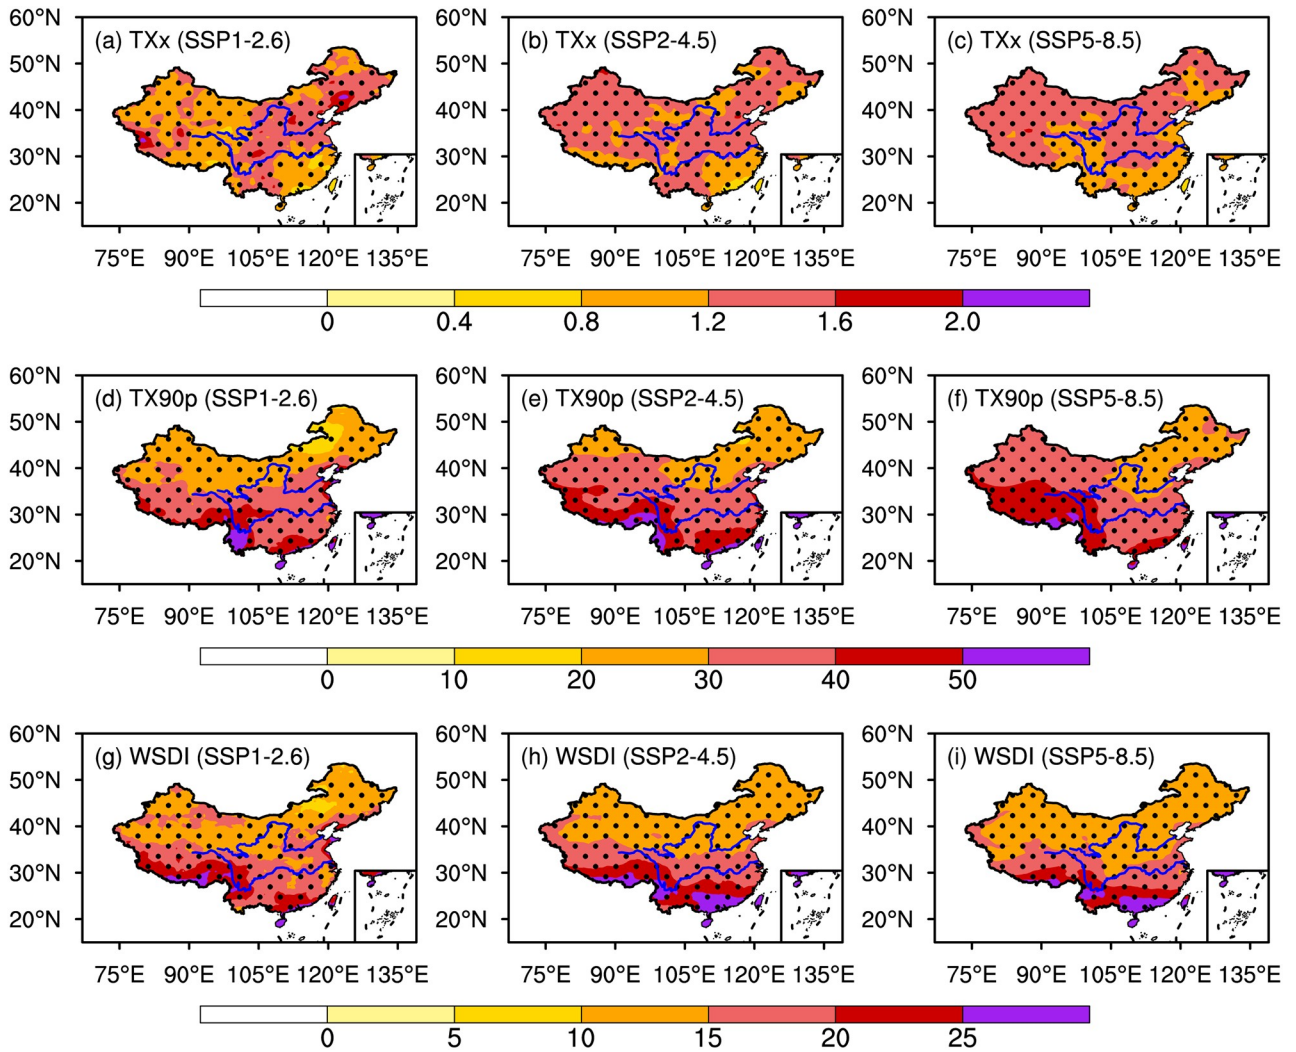 60°N 60°N 60°N
(a) TXx (SSP1-2.6) (b) TXx (SSP2-4.5) (c) TXx (SSP5-8.5)
50°N 50°N 50°N
40°N 40°N 40°N
30°N 30°N 30°N
20°N 20°N 20°N
75°E 90°E 105°E 120°E 135°E 75°E 90°E 105°E 120°E 135°E 75°E 90°E 105°E 120°E 135°E
0 0.4 0.8 1.2 1.6 2.0
60°N 60°N 60°N
(d) TX90p (SSP1-2.6) (e) TX90p (SSP2-4.5) (f) TX90p (SSP5-8.5)
50°N 50°N 50°N
40°N 40°N 40°N
30°N 30°N 30°N
20°N 20°N 20°N
75°E 90°E 105°E 120°E 135°E 75°E 90°E 105°E 120°E 135°E 75°E 90°E 105°E 120°E 135°E
0 10 20 30 40 50
60°N 60°N 60°N
(g) WSDI (SSP1-2.6) (h) WSDI (SSP2-4.5) (i) WSDI (SSP5-8.5)
50°N 50°N 50°N
40°N 40°N 40°N
30°N 30°N 30°N
20°N 20°N 20°N
75°E 90°E 105°E 120°E 135°E 75°E 90°E 105°E 120°E 135°E 75°E 90°E 105°E 120°E 135°E
0 5 10 15 20 25